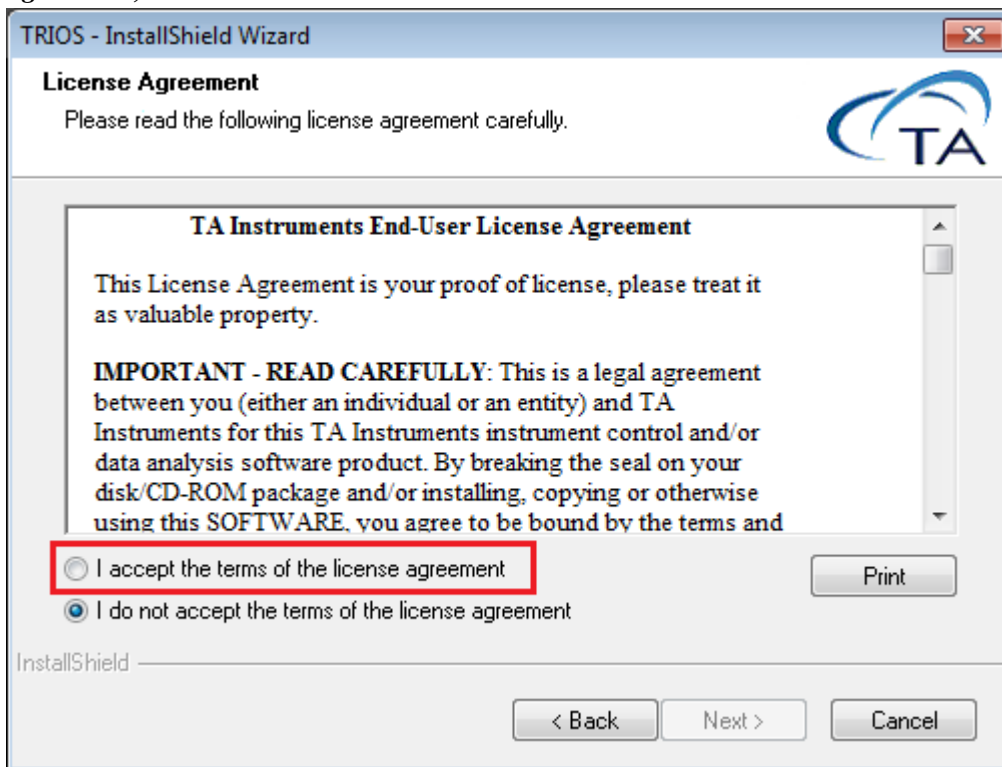 TRIOS - InstallShield Wizard
License Agreement
Please read the following license agreement carefully.
TA
TA Instruments End-User License Agreement
This License Agreement is your proof of license, please treat it
as valuable property.
IMPORTANT - READ CAREFULLY: This is a legal agreement
between you (either an individual or an entity) and TA
Instruments for this TA Instruments instrument control and/or
data analysis software product. By breaking the seal on your
disk/CD-ROM package and/or installing, copying or otherwise
using this SOFTWARE, you agree to be bound by the terms and
I accept the terms of the license agreement
Print
I do not accept the terms of the license agreement
InstallShield
< Back Next > Cancel